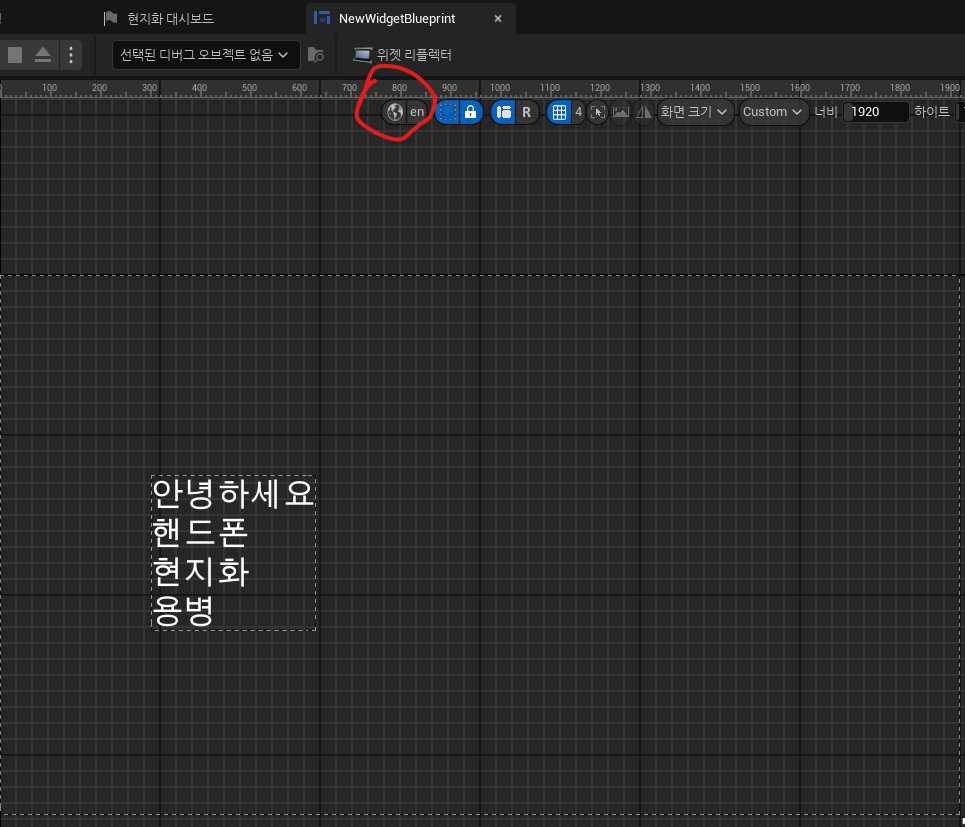 현지화 대시보드
NewWidgetBlueprint
선택된 디버그 오브젝트 없음
위젯 리플렉터
100 200 300 400 500 600 700 800 900 1000 1100 1200 1300 1400 1500 1600 1700 1800 1900
en R 4 화면 크기 Custom 너비 1920 하이트
안녕하세요
핸드폰
현지화
용병